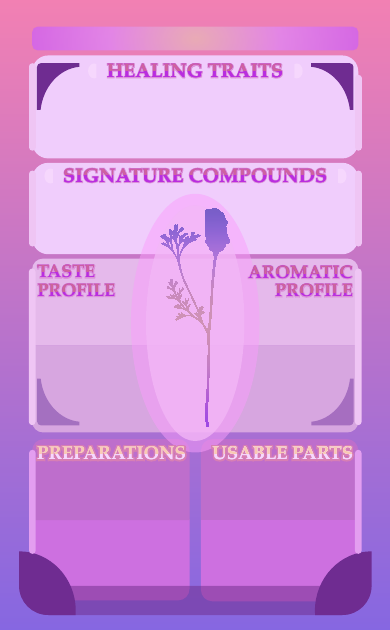 HEALING TRAITS
SIGNATURE COMPOUNDS
TASTE
PROFILE
AROMATIC
PROFILE
PREPARATIONS
USABLE PARTS